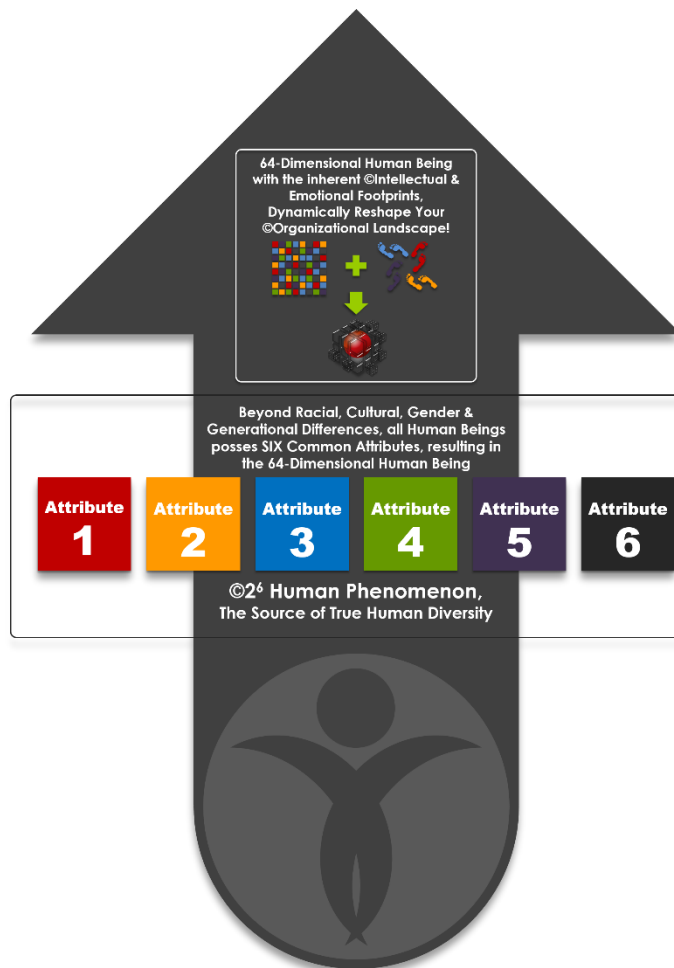 64-Dimensional Human Being
with the inherent ©Intellectual &
Emotional Footprints,
Dynamically Reshape Your
©Organizational Landscape!
Beyond Racial, Cultural, Gender &
Generational Differences, all Human Beings
posses SIX Common Attributes, resulting in
the 64-Dimensional Human Being
Attribute 1
Attribute 2
Attribute 3
Attribute 4
Attribute 5
Attribute 6
©2⁶ Human Phenomenon,
The Source of True Human Diversity